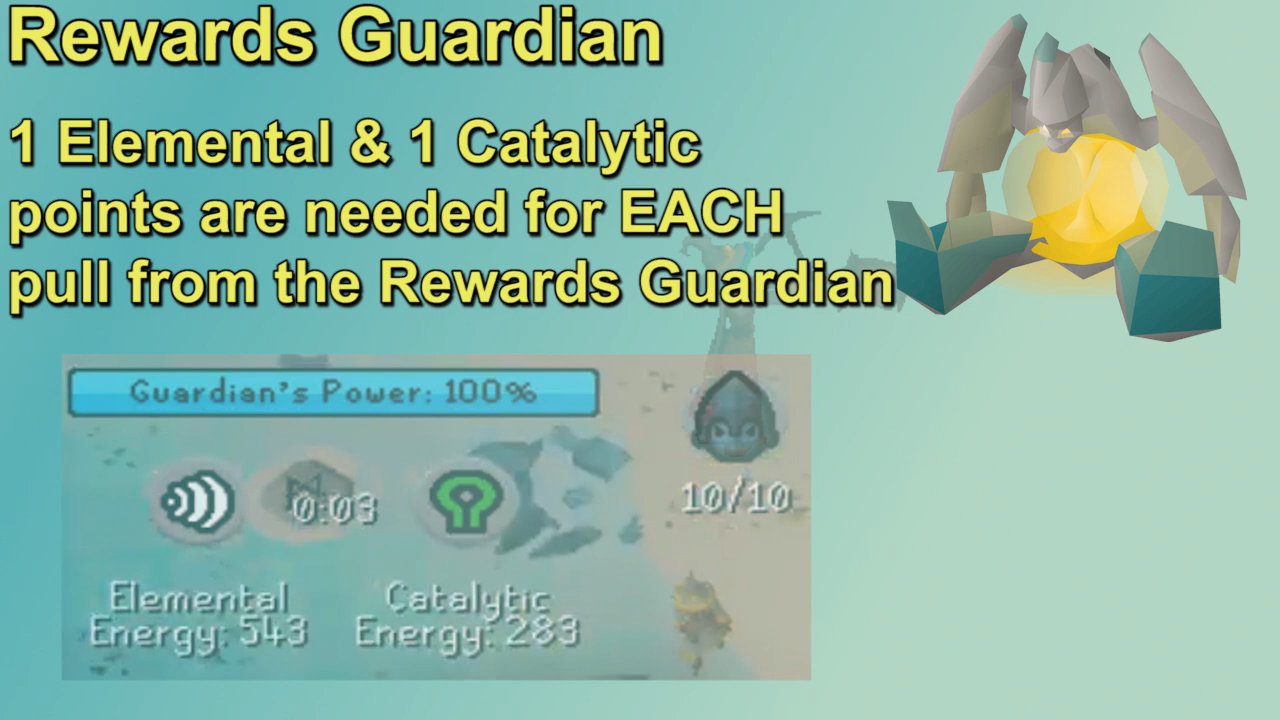 Rewards Guardian
1 Elemental & 1 Catalytic
points are needed for EACH
pull from the Rewards Guardian
Guardian's Power: 100%
0:03
10/10
Elemental
Energy: 543
Catalytic
Energy: 283